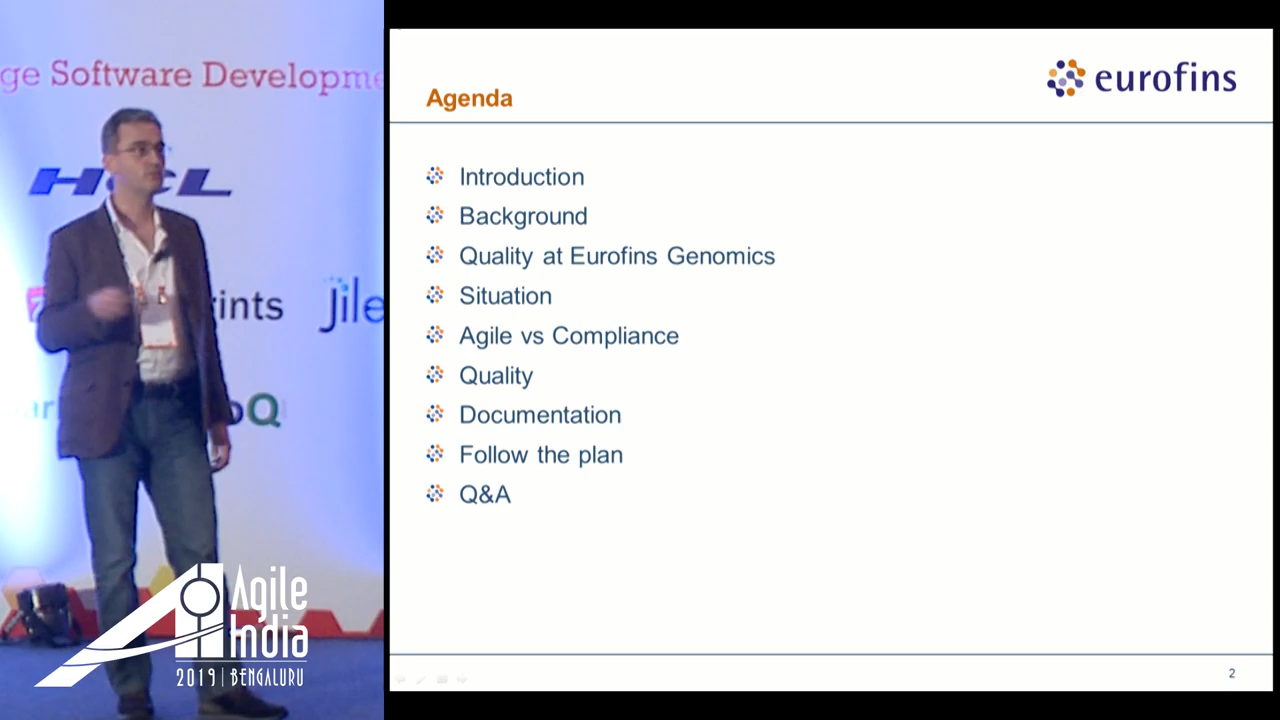 ge Software Developme
HCL
ints
Jile
Q
Agile
India
2019 | BENGALURU
eurofins
Agenda
Introduction
Background
Quality at Eurofins Genomics
Situation
Agile vs Compliance
Quality
Documentation
Follow the plan
Q&A
2